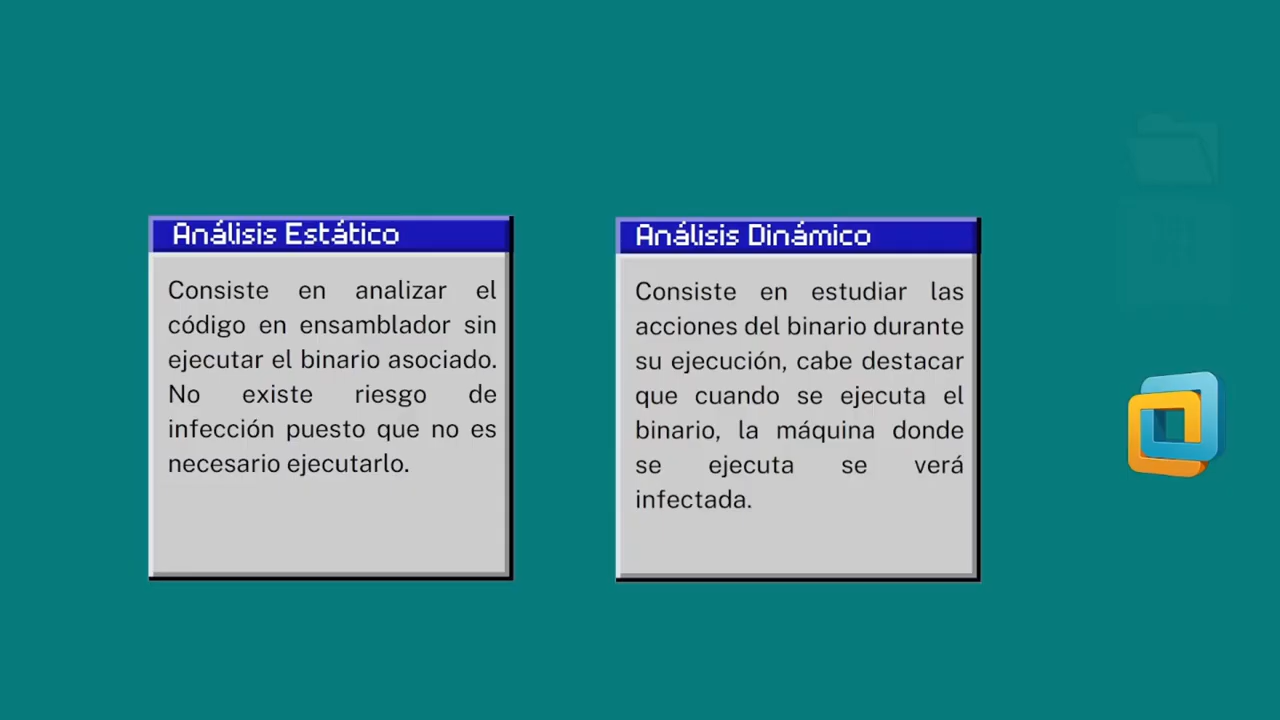 Análisis Estático
Consiste en analizar el
código en ensamblador sin
ejecutar el binario asociado.
No existe riesgo de
infección puesto que no es
necesario ejecutarlo.
Análisis Dinámico
Consiste en estudiar las
acciones del binario durante
su ejecución, cabe destacar
que cuando se ejecuta el
binario, la máquina donde
se ejecuta se verá
infectada.